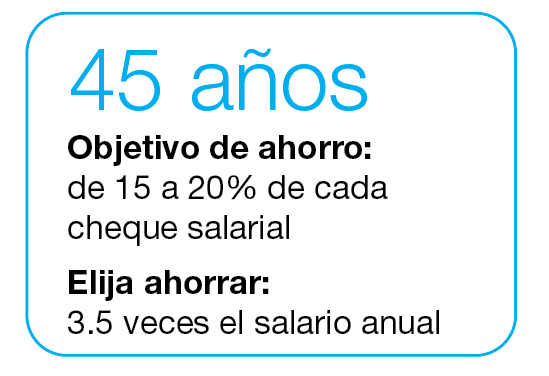 45 años
Objetivo de ahorro:
de 15 a 20% de cada
cheque salarial
Elija ahorrar:
3.5 veces el salario anual